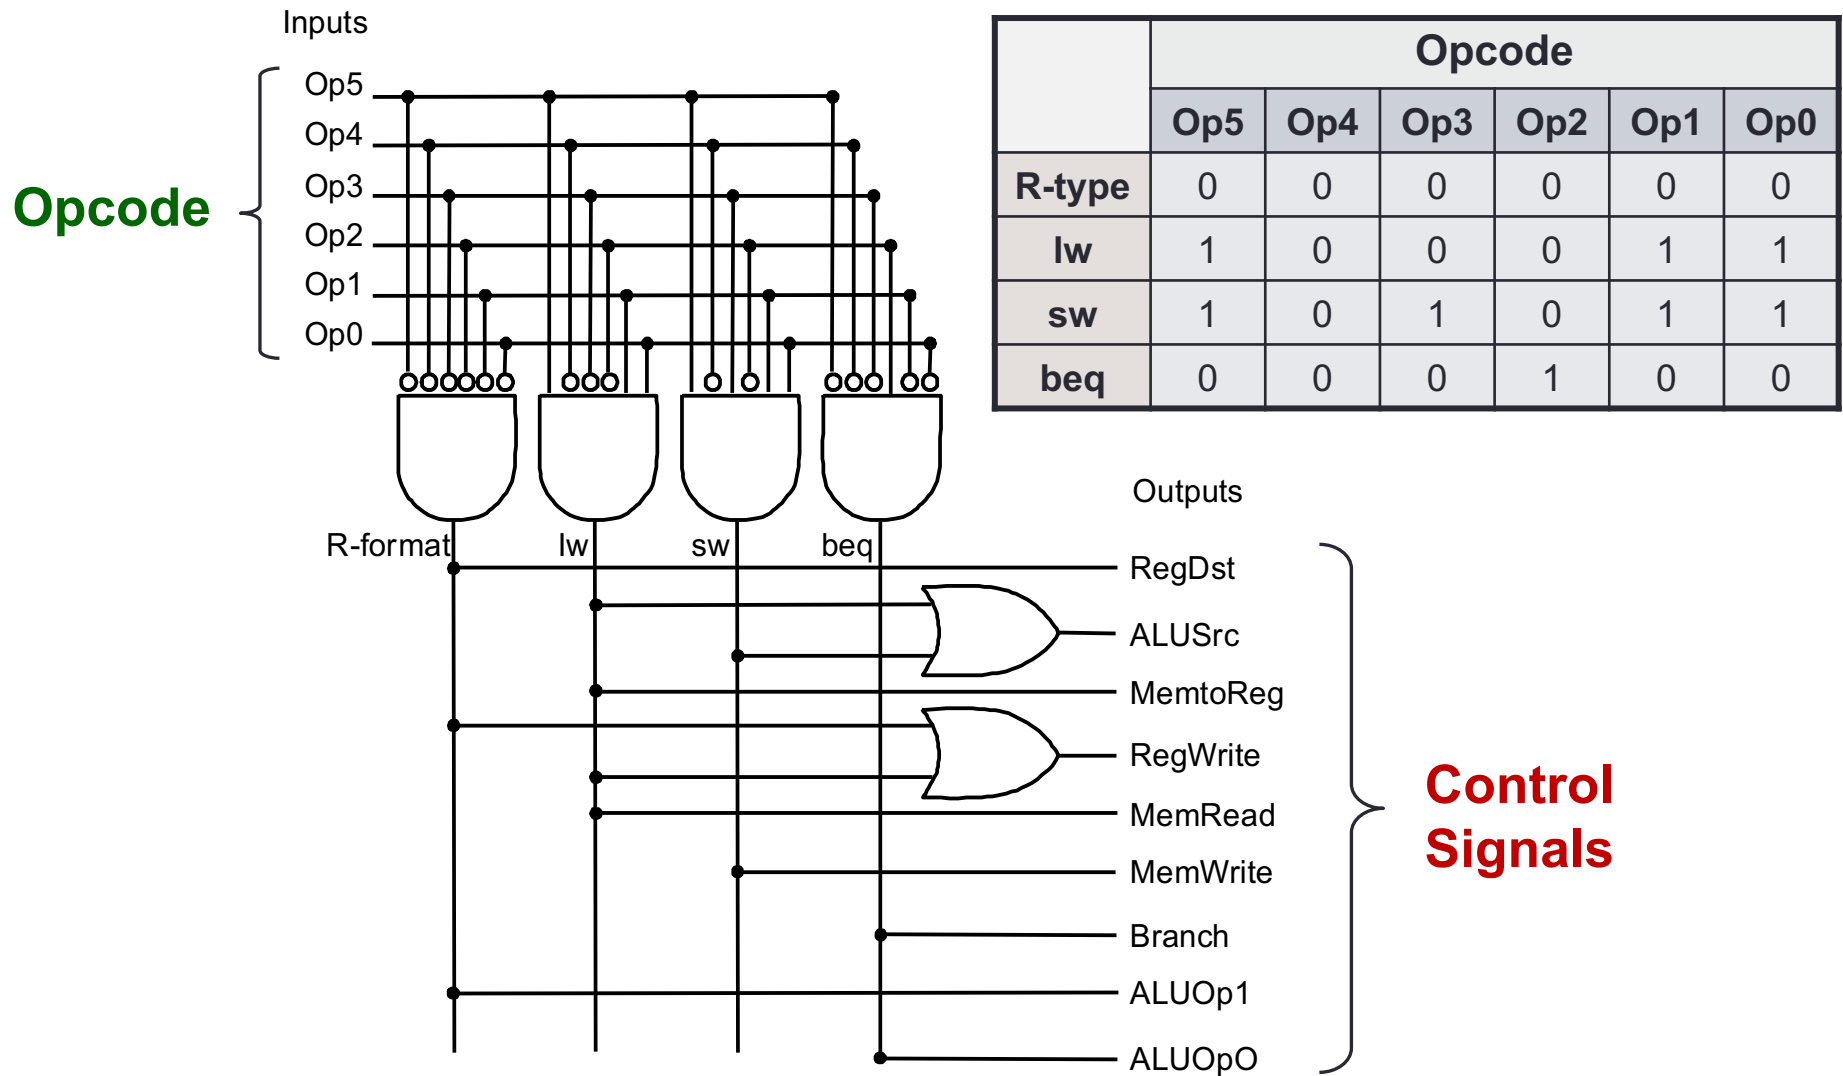 Inputs
Opcode
Op5
Op4
Op3
Op2
Op1
Op0
Opcode
Op5 Op4 Op3 Op2 Op1 Op0
R-type 0 0 0 0 0 0
lw 1 0 0 0 1 1
sw 1 0 1 0 1 1
beq 0 0 0 1 0 0
R-format lw sw beq
Outputs
RegDst
ALUSrc
MemtoReg
RegWrite
MemRead
MemWrite
Branch
ALUOp1
ALUOpO
Control
Signals